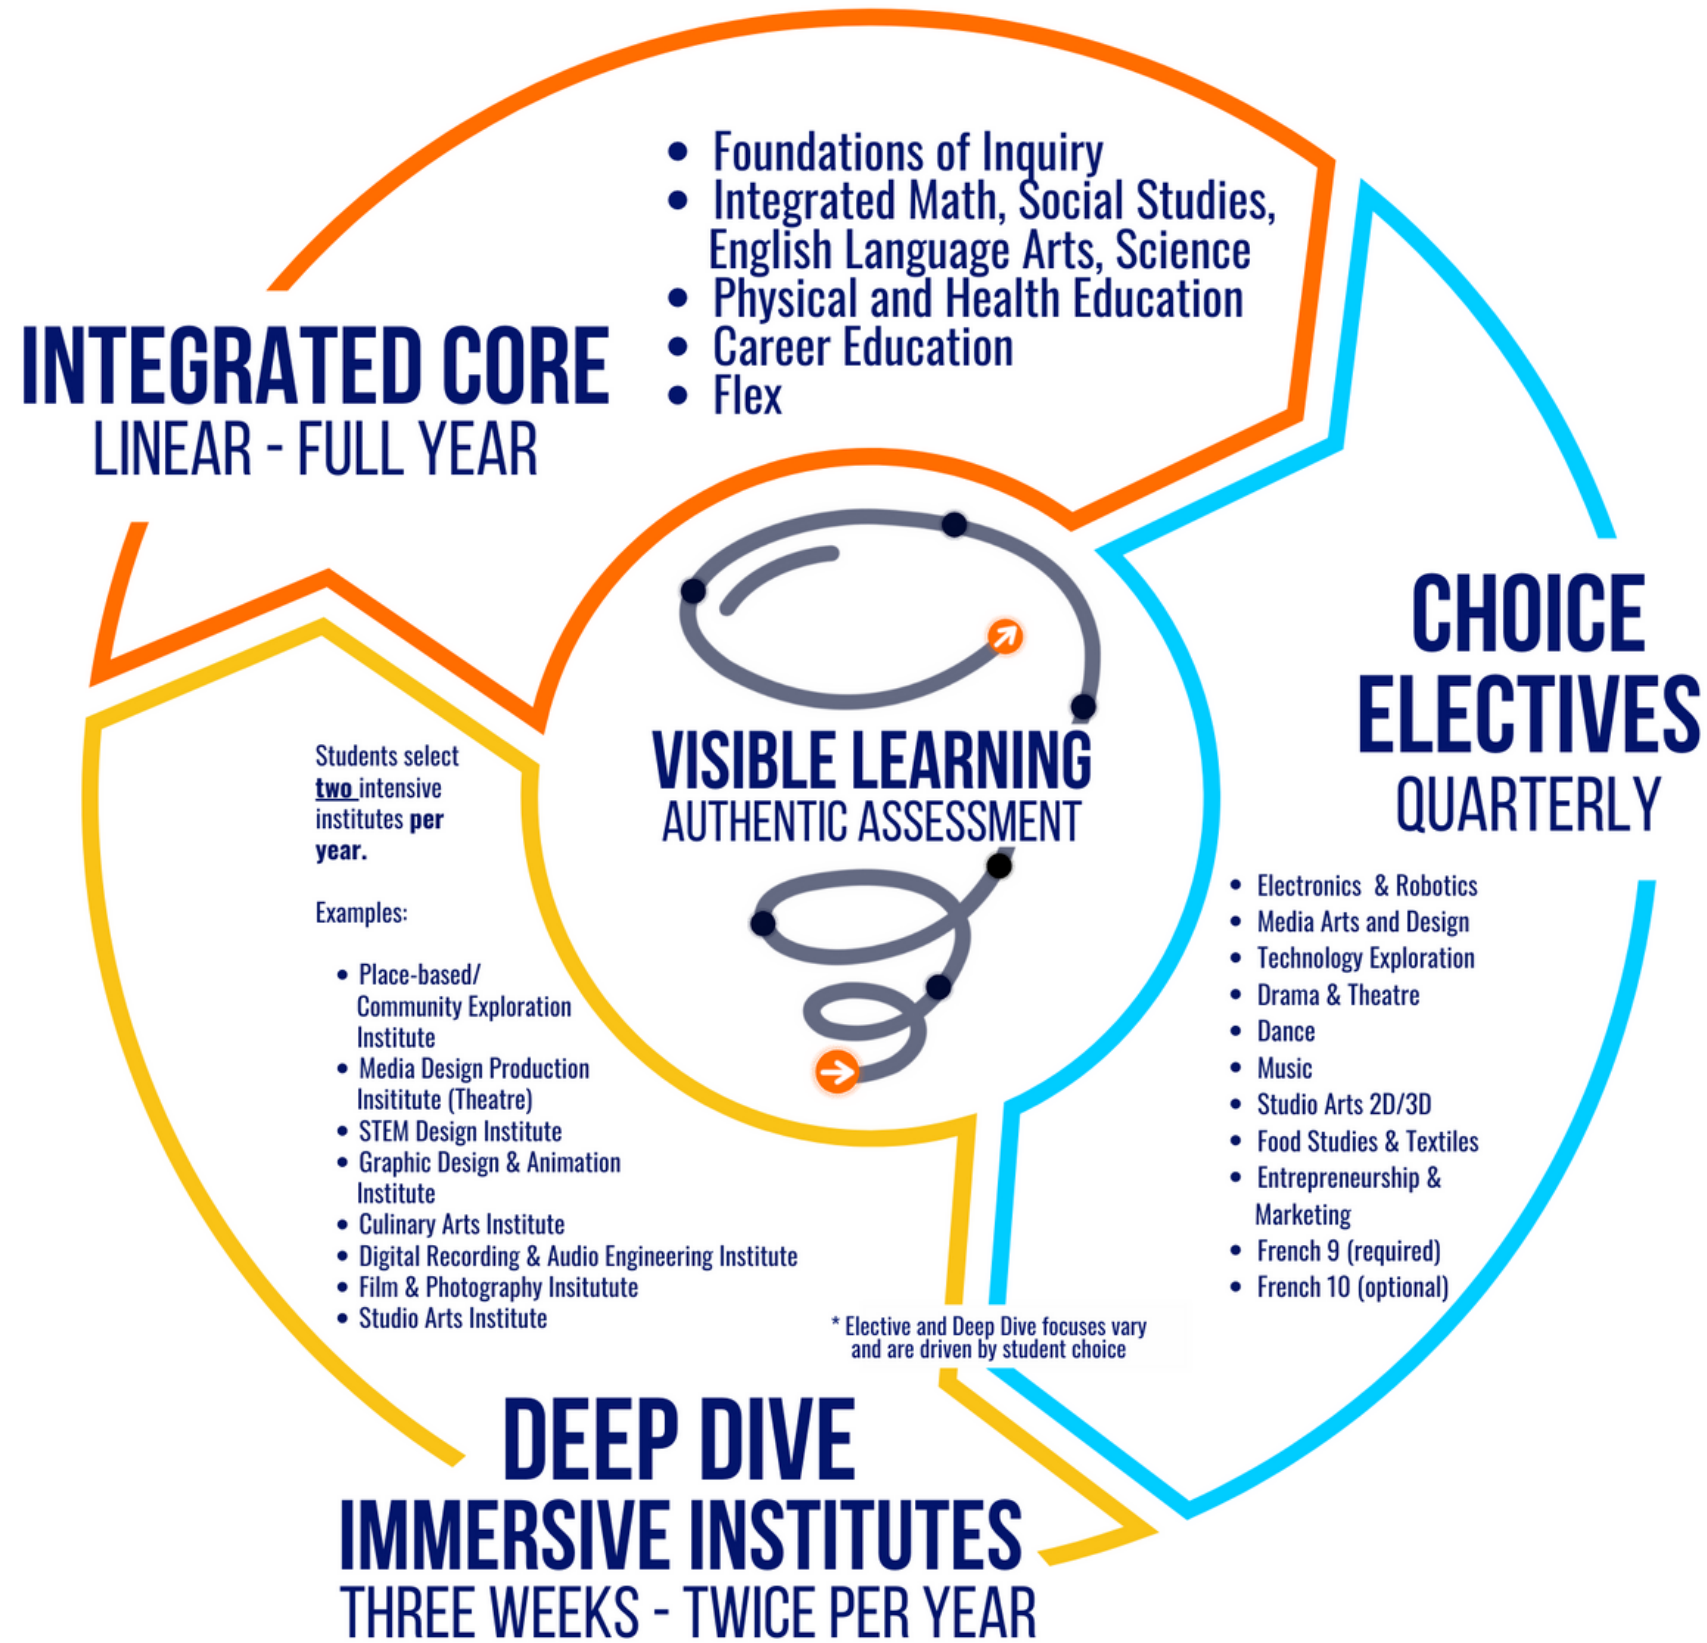 INTEGRATED CORE
LINEAR - FULL YEAR
• Foundations of Inquiry
• Integrated Math, Social Studies,
English Language Arts, Science
• Physical and Health Education
• Career Education
• Flex
CHOICE
ELECTIVES
QUARTERLY
• Electronics & Robotics
• Media Arts and Design
• Technology Exploration
• Drama & Theatre
• Dance
• Music
• Studio Arts 2D/3D
• Food Studies & Textiles
• Entrepreneurship &
Marketing
• French 9 (required)
• French 10 (optional)
VISIBLE LEARNING
AUTHENTIC ASSESSMENT
Students select
two intensive
institutes per
year.
Examples:
• Place-based/
Community Exploration
Institute
• Media Design Production
Insititute (Theatre)
• STEM Design Institute
• Graphic Design & Animation
Institute
• Culinary Arts Institute
• Digital Recording & Audio Engineering Institute
• Film & Photography Insitutute
• Studio Arts Institute
* Elective and Deep Dive focuses vary
and are driven by student choice
DEEP DIVE
IMMERSIVE INSTITUTES
THREE WEEKS - TWICE PER YEAR